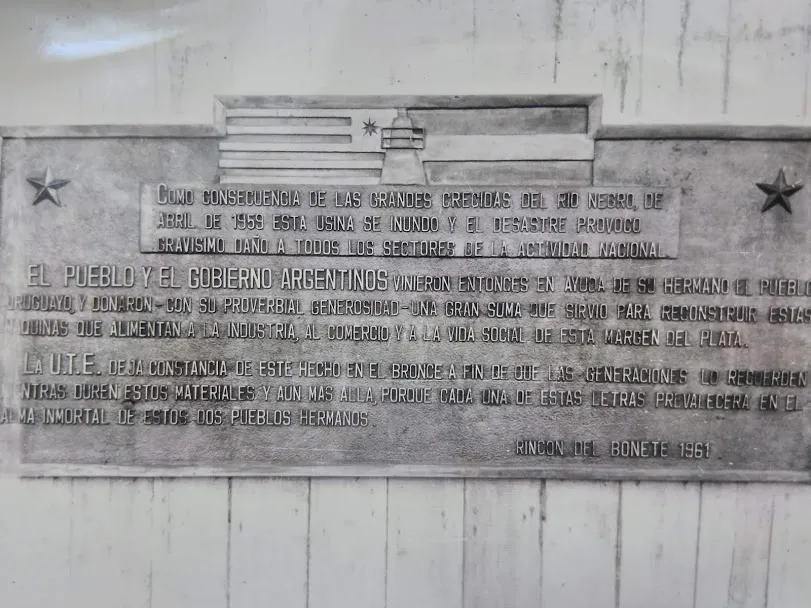 COMO CONSECUENCIA DE LAS GRANDES CRECIDAS DEL RIO NEGRO, DE
ABRIL DE 1959 ESTA USINA SE INUNDO Y EL DESASTRE PROVOCO
GRAVISIMO DAÑO A TODOS LOS SECTORES DE LA ACTIVIDAD NACIONAL.
EL PUEBLO Y EL GOBIERNO ARGENTINOS VINIERON ENTONCES EN AYUDA DE SU HERMANO EL PUEBLO
URUGUAYO, Y DONARON-CON SU PROVERBIAL GENEROSIDAD-UNA GRAN SUMA QUE SIRVIO PARA RECONSTRUIR ESTAS
QUINAS QUE ALIMENTAN A LA INDUSTRIA, AL COMERCIO Y A LA VIDA SOCIAL DE ESTA MARGEN DEL PLATA.
LA U.T.E. DEJA CONSTANCIA DE ESTE HECHO EN EL BRONCE A FIN DE QUE LAS GENERACIONES LO RECUERDEN
NTRAS DUREN ESTOS MATERIALES Y AUN MAS ALLA, PORQUE CADA UNA DE ESTAS LETRAS PREVALECERA EN EL
ALMA INMORTAL DE ESTOS DOS PUEBLOS HERMANOS.
RINCON DEL BONETE 1961